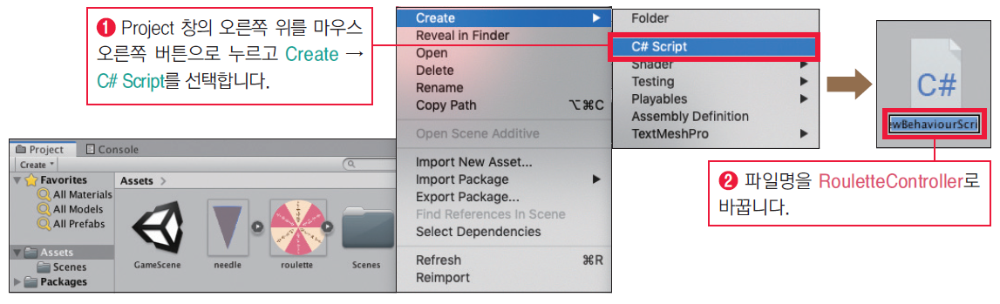 ❶ Project 창의 오른쪽 위를 마우스
오른쪽 버튼으로 누르고 Create →
C# Script를 선택합니다.
Create
Reveal in Finder
Open
Delete
Rename
Copy Path ⌥⌘C
Open Scene Additive
Import New Asset...
Import Package
Export Package...
Find References In Scene
Select Dependencies
Refresh ⌘R
Reimport
Folder
C# Script
Shader
Testing
Playables
Assembly Definition
TextMeshPro
C#
ewBehaviourScri
❷ 파일명을 RouletteController로
바꿉니다.
Project Console
Create
Favorites
All Materials
All Models
All Prefabs
Assets
Scenes
Packages
Assets
GameScene needle roulette Scenes